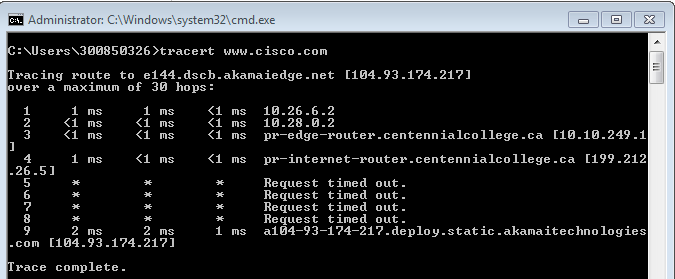 Administrator: C:\Windows\system32\cmd.exe
C:\Users\300850326>tracert www.cisco.com
Tracing route to e144.dscb.akamaiedge.net [104.93.174.217]
over a maximum of 30 hops:
1 1 ms 1 ms <1 ms 10.26.6.2
2 <1 ms <1 ms <1 ms 10.28.0.2
3 <1 ms <1 ms <1 ms pr-edge-router.centennialcollege.ca [10.10.249.1
]
4 1 ms <1 ms <1 ms pr-internet-router.centennialcollege.ca [199.212
.26.5]
5 * * * Request timed out.
6 * * * Request timed out.
7 * * * Request timed out.
8 * * * Request timed out.
9 2 ms 2 ms 1 ms a104-93-174-217.deploy.static.akamaitechnologies
.com [104.93.174.217]
Trace complete.